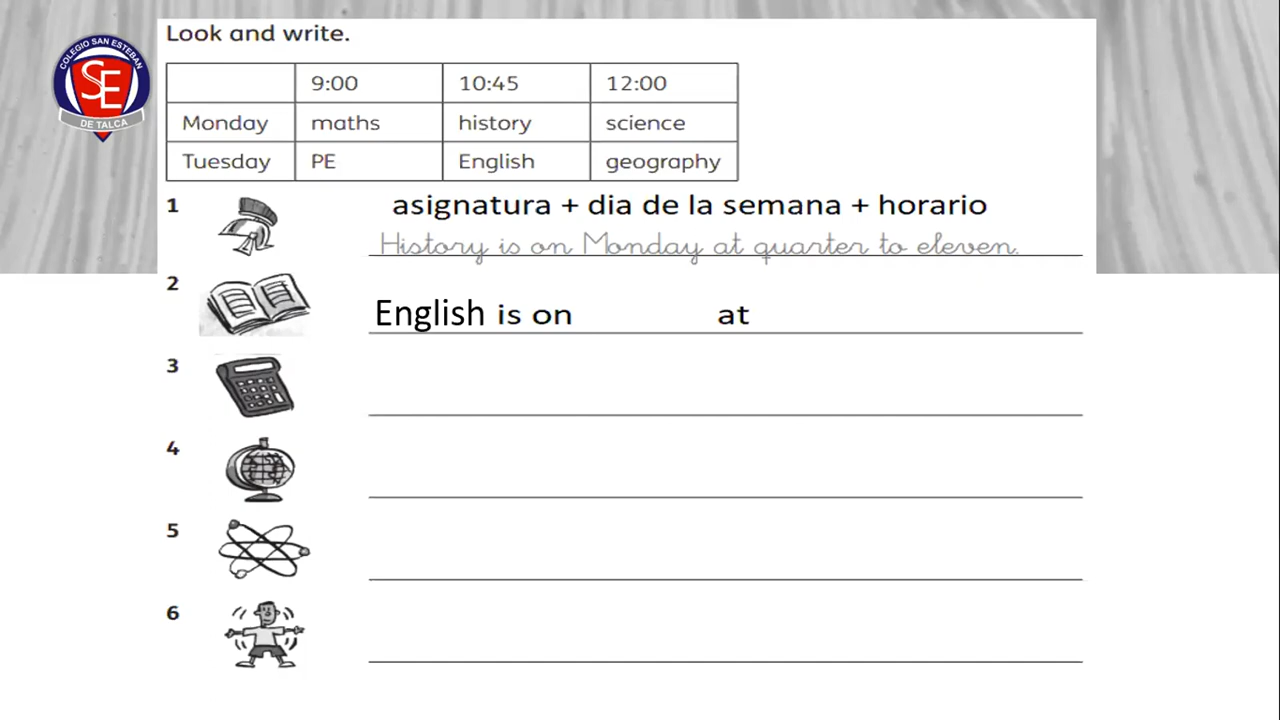 COLEGIO SAN ESTEBAN
SE
DE TALCA
Look and write.
9:00 10:45 12:00
Monday maths history science
Tuesday PE English geography
1 asignatura + dia de la semana + horario
History is on Monday at quarter to eleven.
2 English is on at
3
4
5
6